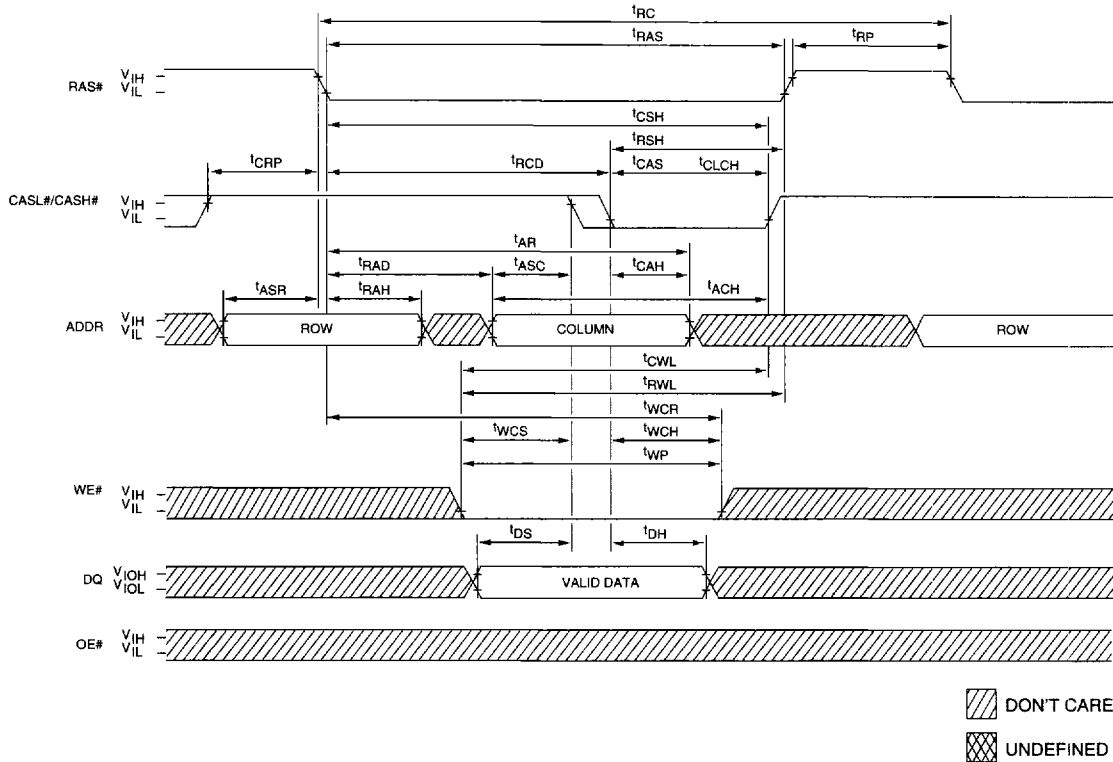 tRC
tRAS tRP
RAS# VIH VIL
tCSH
tRSH
tCRP tRCD tCAS tCLCH
CASL#/CASH# VIH VIL
tAR
tRAD tASC tCAH
tASR tRAH tACH
ADDR VIH VIL ROW COLUMN ROW
tCWL
tRWL
tWCR
tWCS tWCH
tWP
WE# VIH VIL
tDS tDH
DQ VIOH VIOL VALID DATA
OE# VIH VIL
DON'T CARE
UNDEFINED